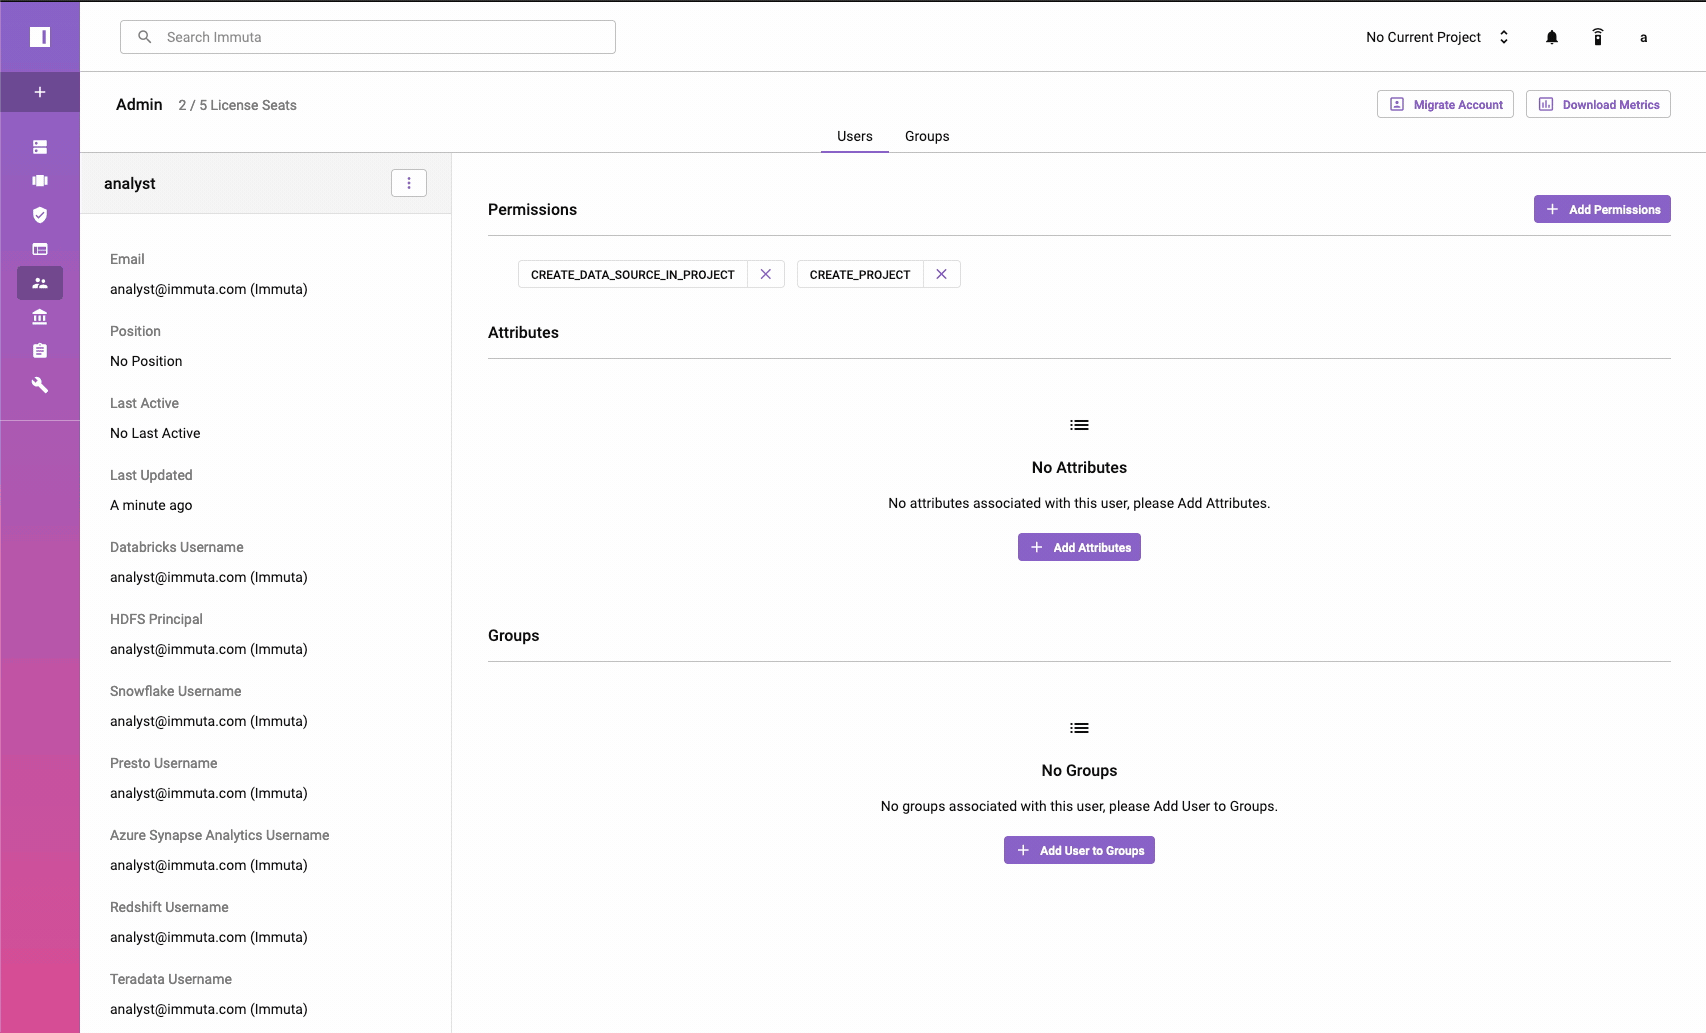 Search Immuta
No Current Project
a
Admin 2 / 5 License Seats
Migrate Account
Download Metrics
Users
Groups
analyst
Email
analyst@immuta.com (Immuta)
Position
No Position
Last Active
No Last Active
Last Updated
A minute ago
Databricks Username
analyst@immuta.com (Immuta)
HDFS Principal
analyst@immuta.com (Immuta)
Snowflake Username
analyst@immuta.com (Immuta)
Presto Username
analyst@immuta.com (Immuta)
Azure Synapse Analytics Username
analyst@immuta.com (Immuta)
Redshift Username
analyst@immuta.com (Immuta)
Teradata Username
analyst@immuta.com (Immuta)
Permissions
Add Permissions
CREATE_DATA_SOURCE_IN_PROJECT
CREATE_PROJECT
Attributes
No Attributes
No attributes associated with this user, please Add Attributes.
Add Attributes
Groups
No Groups
No groups associated with this user, please Add User to Groups.
Add User to Groups